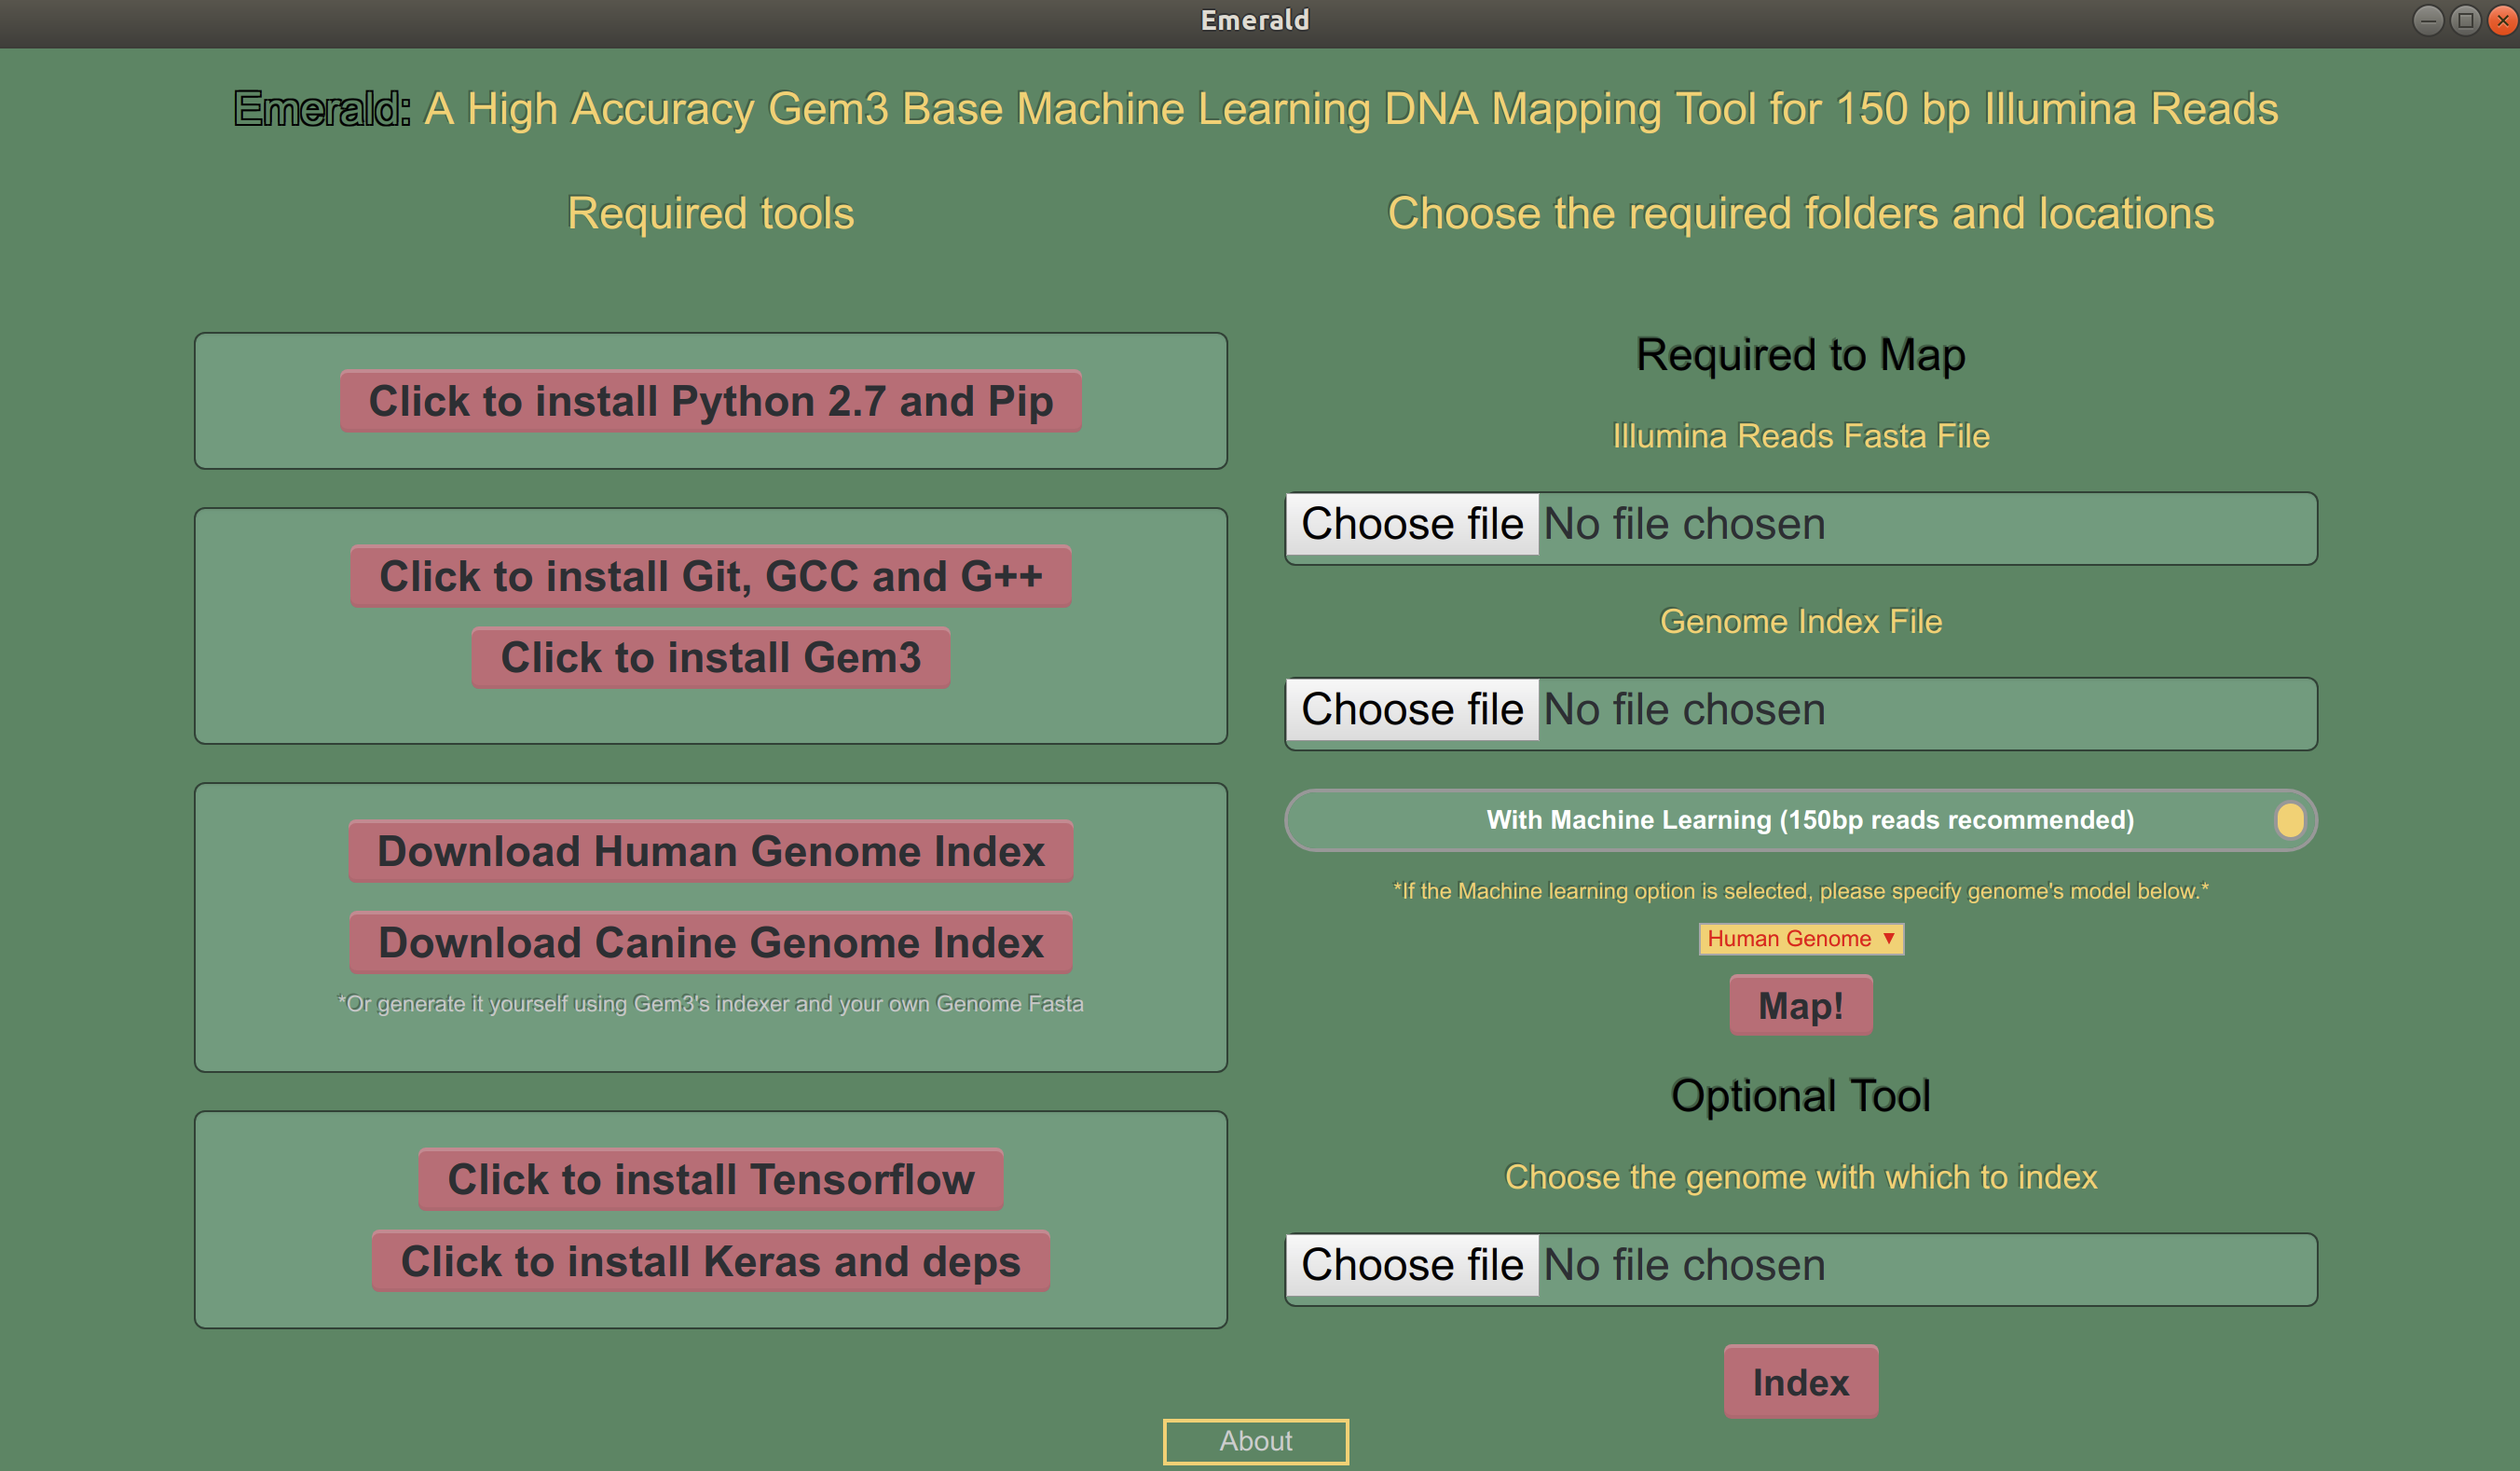 Emerald
Emerald: A High Accuracy Gem3 Base Machine Learning DNA Mapping Tool for 150 bp Illumina Reads
Required tools
Click to install Python 2.7 and Pip
Click to install Git, GCC and G++
Click to install Gem3
Download Human Genome Index
Download Canine Genome Index
*Or generate it yourself using Gem3's indexer and your own Genome Fasta
Click to install Tensorflow
Click to install Keras and deps
Choose the required folders and locations
Required to Map
Illumina Reads Fasta File
Choose file No file chosen
Genome Index File
Choose file No file chosen
With Machine Learning (150bp reads recommended)
*If the Machine learning option is selected, please specify genome's model below.*
Human Genome
Map!
Optional Tool
Choose the genome with which to index
Choose file No file chosen
Index
About